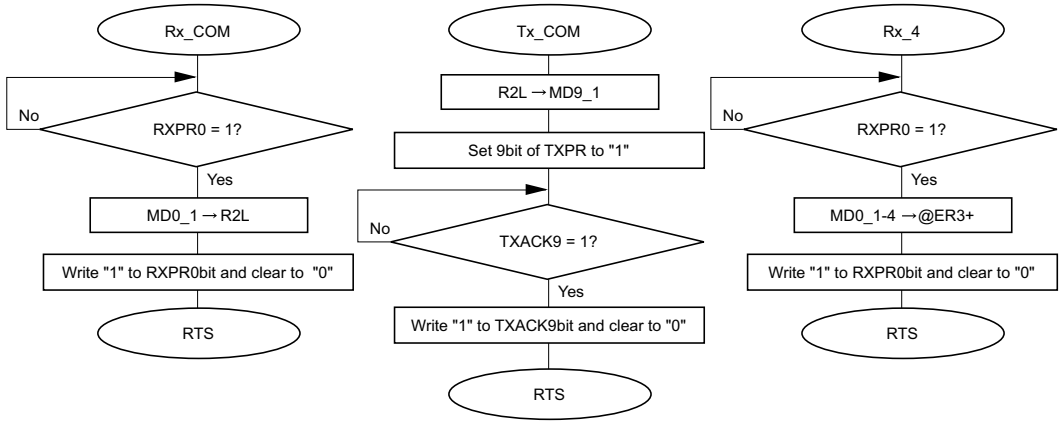 Rx_COM
No
RXPR0 = 1?
Yes
MD0_1 → R2L
Write "1" to RXPR0bit and clear to "0"
RTS
Tx_COM
R2L → MD9_1
Set 9bit of TXPR to "1"
No
TXACK9 = 1?
Yes
Write "1" to TXACK9bit and clear to "0"
RTS
Rx_4
No
RXPR0 = 1?
Yes
MD0_1-4 → @ER3+
Write "1" to RXPR0bit and clear to "0"
RTS